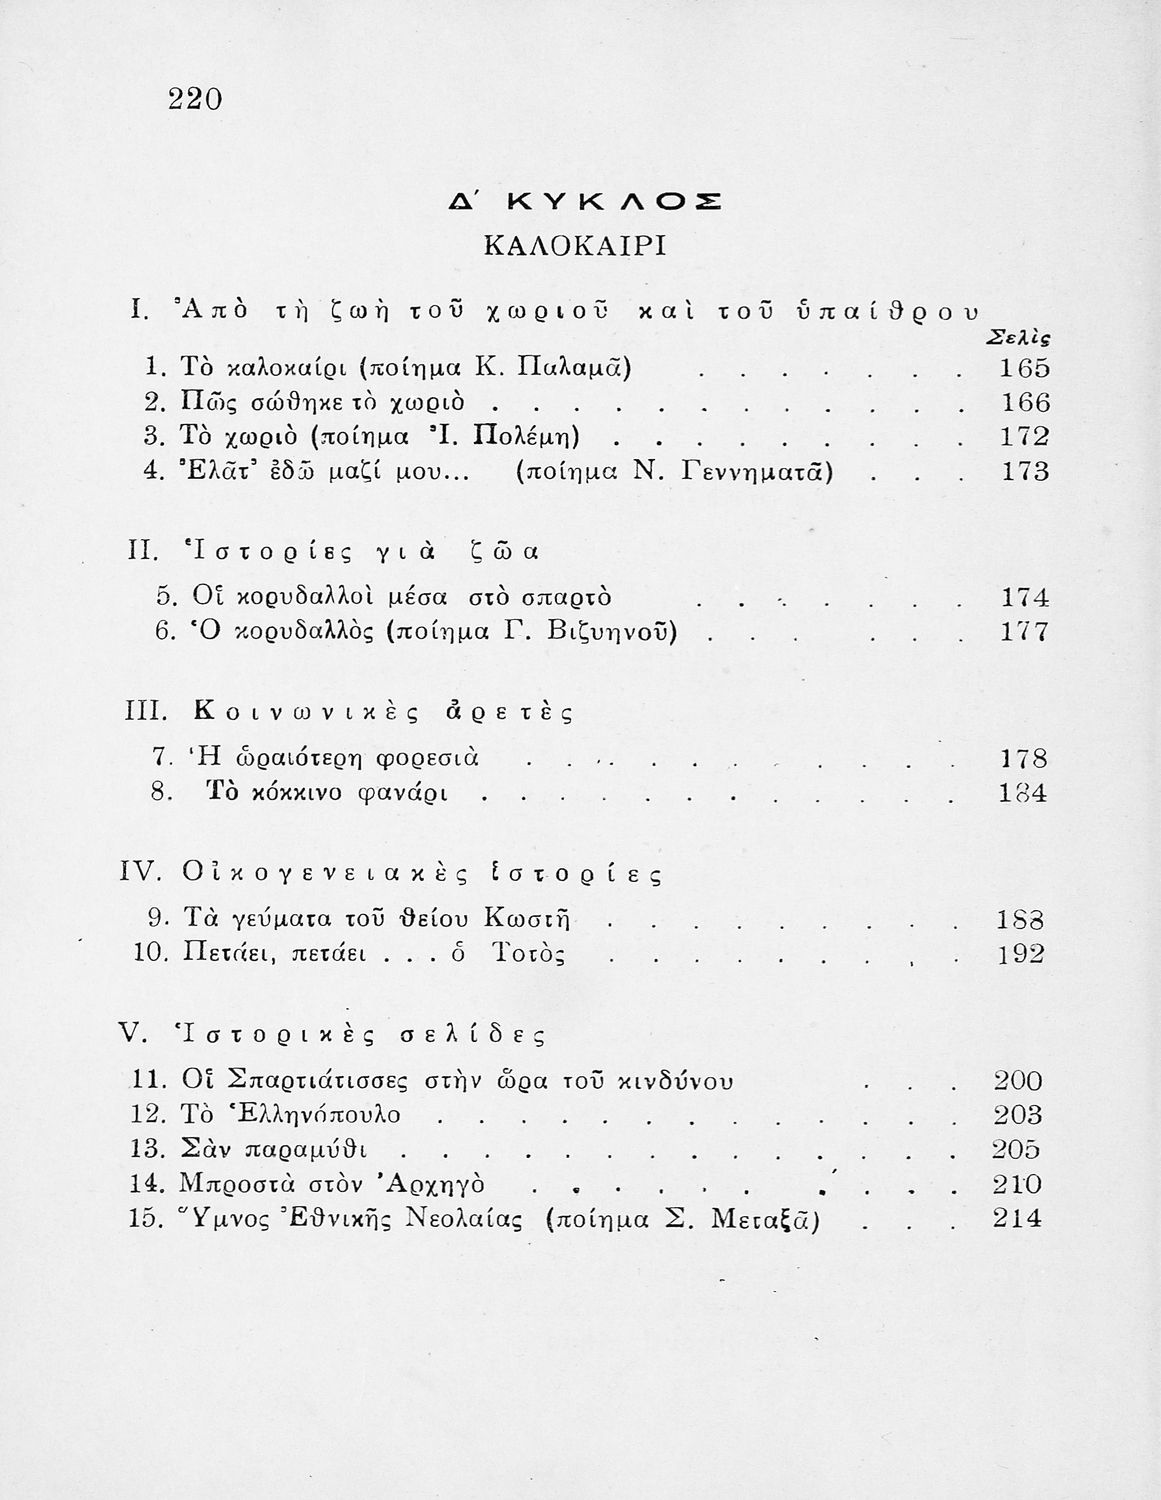 220
Δ΄ ΚΥΚΛΟΣ
ΚΑΛΟΚΑΙΡΙ
I. Ἀπὸ τὴ ζωὴ τοῦ χωριοῦ καὶ τοῦ ὑπαίθρου
Σελὶς
1. Τὸ καλοκαίρι (ποίημα Κ. Παλαμᾶ) . . . . . . . 165
2. Πῶς σώθηκε τὸ χωριὸ . . . . . . . . . . . . 166
3. Τὸ χωριὸ (ποίημα Ἰ. Πολέμη) . . . . . . . . . 172
4. Ἐλᾶτ᾿ ἐδῶ μαζί μου... (ποίημα Ν. Γεννηματᾶ) . . . 173
II. Ἱστορίες γιὰ ζῶα
5. Οἱ κορυδαλλοὶ μέσα στὸ σπαρτὸ . . . . . . . 174
6. Ὁ κορυδαλλὸς (ποίημα Γ. Βιζυηνοῦ) . . . . . . 177
III. Κοινωνικὲς ἀρετὲς
7. Ἡ ὡραιότερη φορεσιὰ . . . . . . . . . . . 178
8. Τὸ κόκκινο φανάρι . . . . . . . . . . . . 184
IV. Οἰκογενειακὲς ἱστορίες
9. Τὰ γεύματα τοῦ θείου Κωστῆ . . . . . . . . . 188
10. Πετάει, πετάει . . . ὁ Τοτὸς . . . . . . . . . 192
V. Ἱστορικὲς σελίδες
11. Οἱ Σπαρτιάτισσες στὴν ὥρα τοῦ κινδύνου . . . 200
12. Τὸ Ἑλληνόπουλο . . . . . . . . . . . . . 203
13. Σὰν παραμύθι . . . . . . . . . . . . . . 205
14. Μπροστὰ στὸν Ἀρχηγὸ . . . . . . . . . . 210
15. Ὕμνος Ἐθνικῆς Νεολαίας (ποίημα Σ. Μεταξᾶ) . . . 214